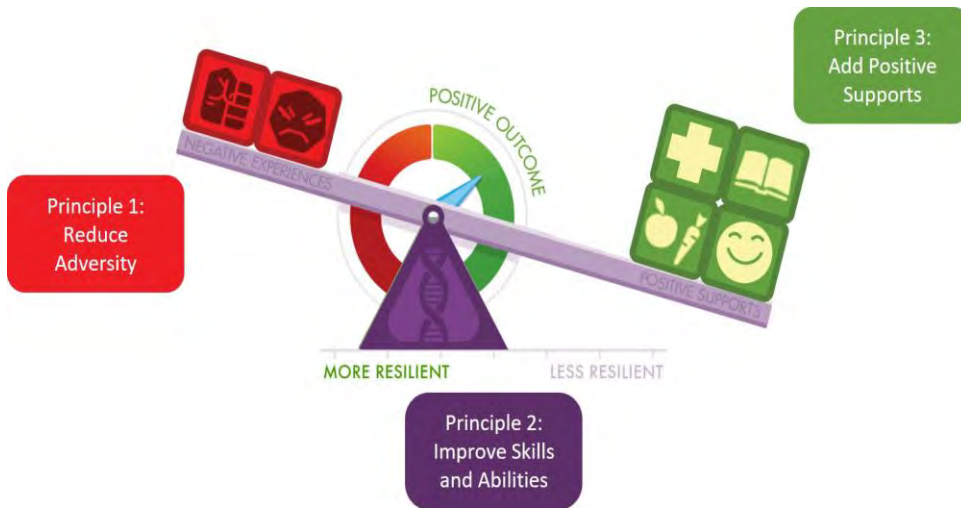 Principle 3:
Add Positive
Supports
POSITIVE OUTCOME
NEGATIVE EXPERIENCES
Principle 1:
Reduce
Adversity
POSITIVE SUPPORTS
MORE RESILIENT
LESS RESILIENT
Principle 2:
Improve Skills
and Abilities